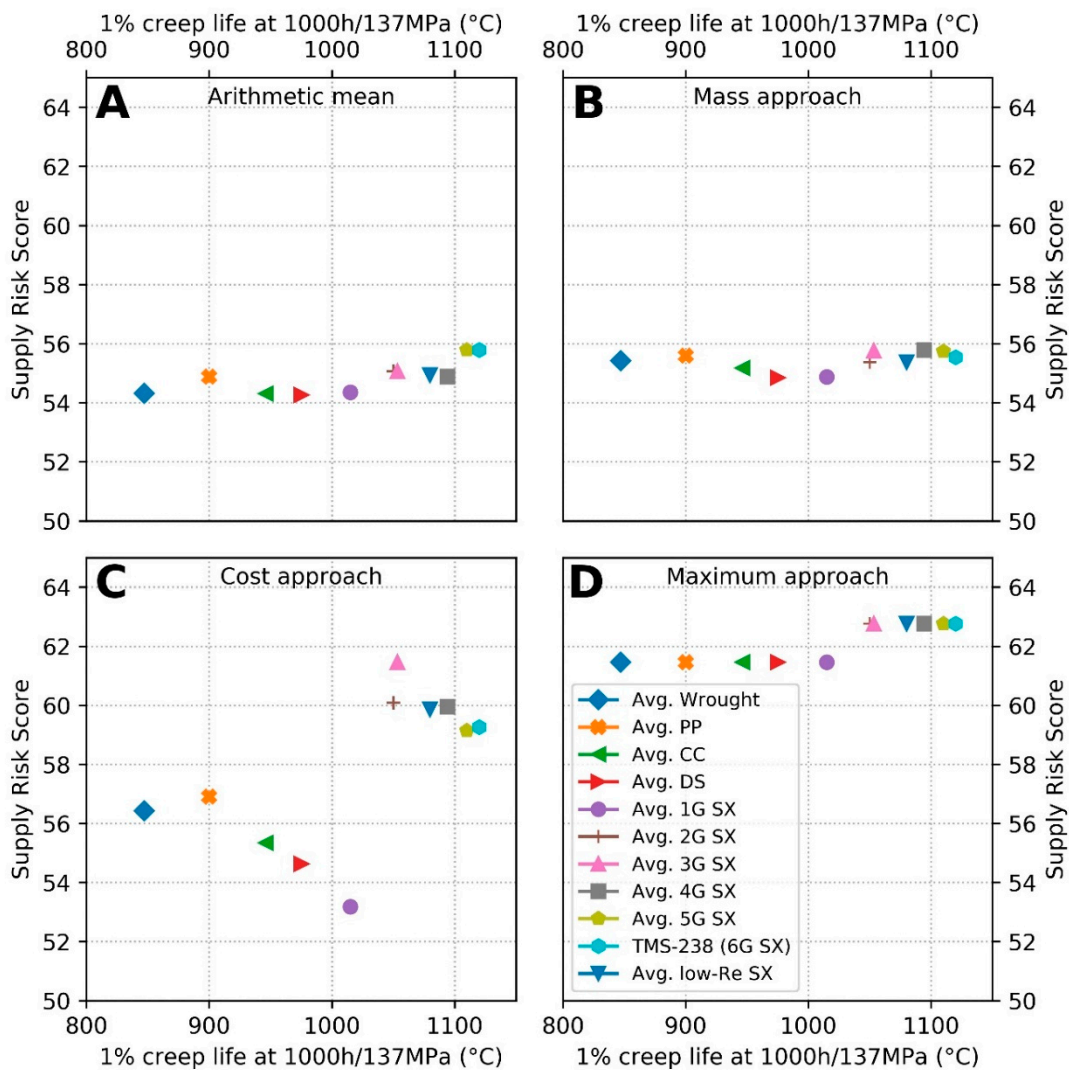 1% creep life at 1000h/137MPa (°C)
1% creep life at 1000h/137MPa (°C)
800 900 1000 1100
800 900 1000 1100
A Arithmetic mean
B Mass approach
64
62
60
58
56
54
52
50
Supply Risk Score
64
62
60
58
56
54
52
50
Supply Risk Score
C Cost approach
D Maximum approach
64
62
60
58
56
54
52
50
Supply Risk Score
64
62
60
58
56
54
52
50
Supply Risk Score
Avg. Wrought
Avg. PP
Avg. CC
Avg. DS
Avg. 1G SX
Avg. 2G SX
Avg. 3G SX
Avg. 4G SX
Avg. 5G SX
TMS-238 (6G SX)
Avg. low-Re SX
800 900 1000 1100
800 900 1000 1100
1% creep life at 1000h/137MPa (°C)
1% creep life at 1000h/137MPa (°C)